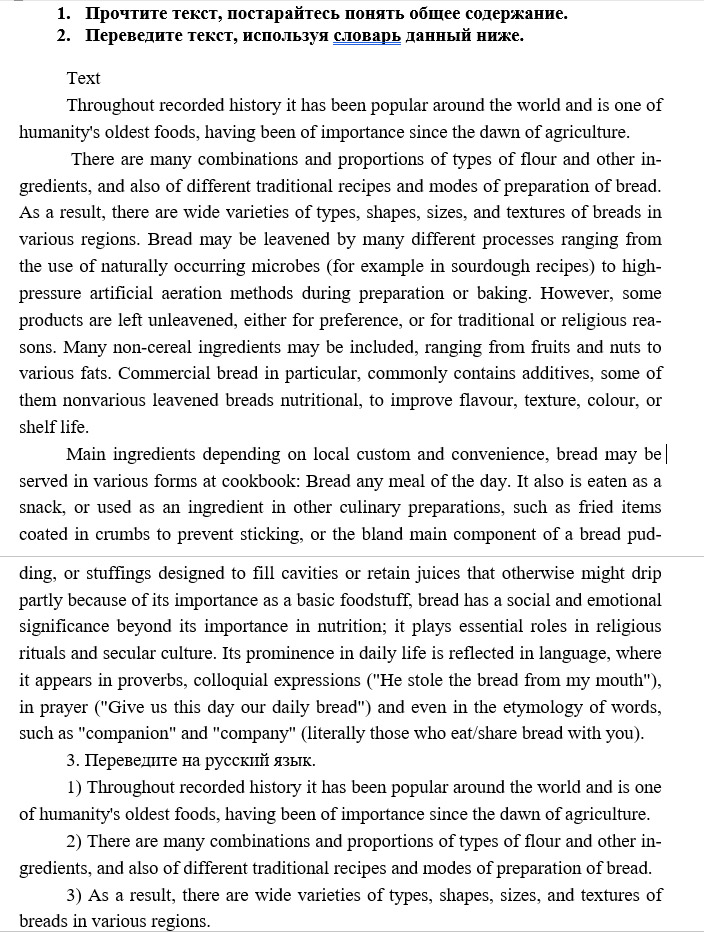 1. Прочтите текст, постарайтесь понять общее содержание.
2. Переведите текст, используя словарь данный ниже.
Text
Throughout recorded history it has been popular around the world and is one of
humanity's oldest foods, having been of importance since the dawn of agriculture.
There are many combinations and proportions of types of flour and other in-
gredients, and also of different traditional recipes and modes of preparation of bread.
As a result, there are wide varieties of types, shapes, sizes, and textures of breads in
various regions. Bread may be leavened by many different processes ranging from
the use of naturally occurring microbes (for example in sourdough recipes) to high-
pressure artificial aeration methods during preparation or baking. However, some
products are left unleavened, either for preference, or for traditional or religious rea-
sons. Many non-cereal ingredients may be included, ranging from fruits and nuts to
various fats. Commercial bread in particular, commonly contains additives, some of
them nonvarious leavened breads nutritional, to improve flavour, texture, colour, or
shelf life.
Main ingredients depending on local custom and convenience, bread may be
served in various forms at cookbook: Bread any meal of the day. It also is eaten as a
snack, or used as an ingredient in other culinary preparations, such as fried items
coated in crumbs to prevent sticking, or the bland main component of a bread pud-
ding, or stuffings designed to fill cavities or retain juices that otherwise might drip
partly because of its importance as a basic foodstuff, bread has a social and emotional
significance beyond its importance in nutrition; it plays essential roles in religious
rituals and secular culture. Its prominence in daily life is reflected in language, where
it appears in proverbs, colloquial expressions ("He stole the bread from my mouth"),
in prayer ("Give us this day our daily bread") and even in the etymology of words,
such as "companion" and "company" (literally those who eat/share bread with you).
3. Переведите на русский язык.
1) Throughout recorded history it has been popular around the world and is one
of humanity's oldest foods, having been of importance since the dawn of agriculture.
2) There are many combinations and proportions of types of flour and other in-
gredients, and also of different traditional recipes and modes of preparation of bread.
3) As a result, there are wide varieties of types, shapes, sizes, and textures of
breads in various regions.